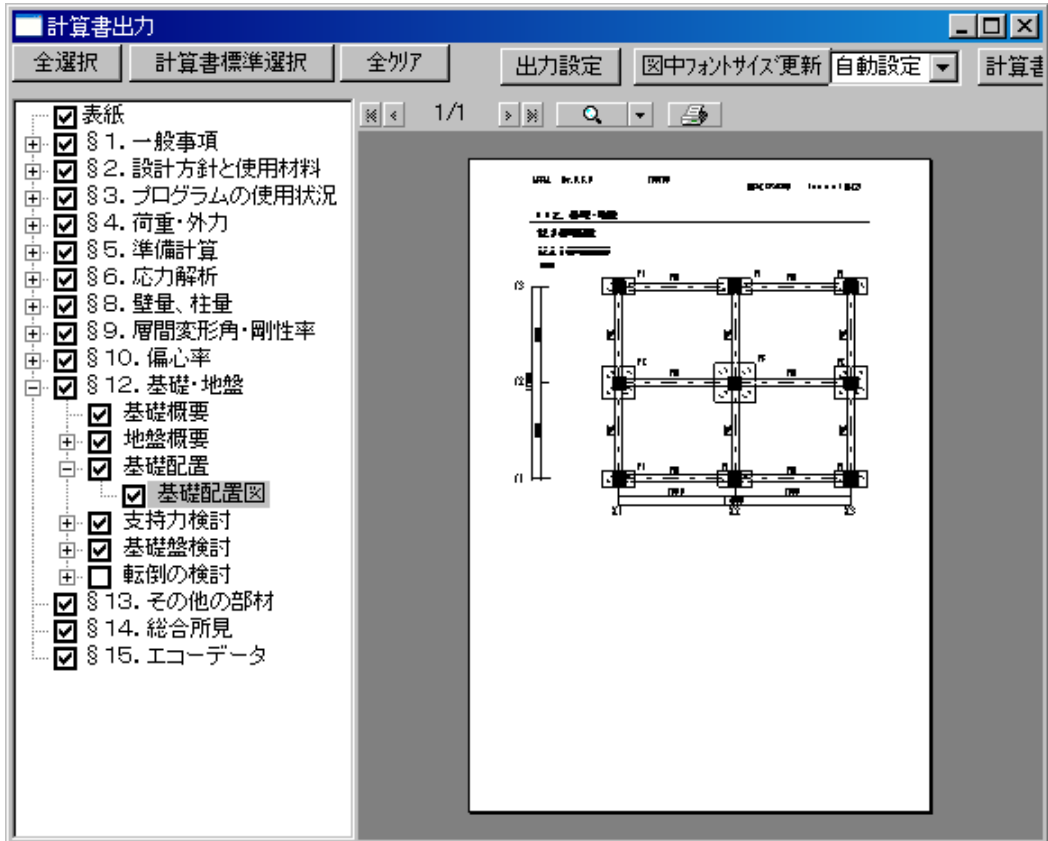 計算書出力
全選択 計算書標準選択 全クリア 出力設定 図中フォントサイズ更新 自動設定 計算書
1/1
表紙
§1.一般事項
§2.設計方針と使用材料
§3.プログラムの使用状況
§4.荷重・外力
§5.準備計算
§6.応力解析
§8.壁量、柱量
§9.層間変形角・剛性率
§10.偏心率
§12.基礎・地盤
基礎概要
地盤概要
基礎配置
基礎配置図
支持力検討
基礎盤検討
転倒の検討
§13.その他の部材
§14.総合所見
§15.エコーデータ